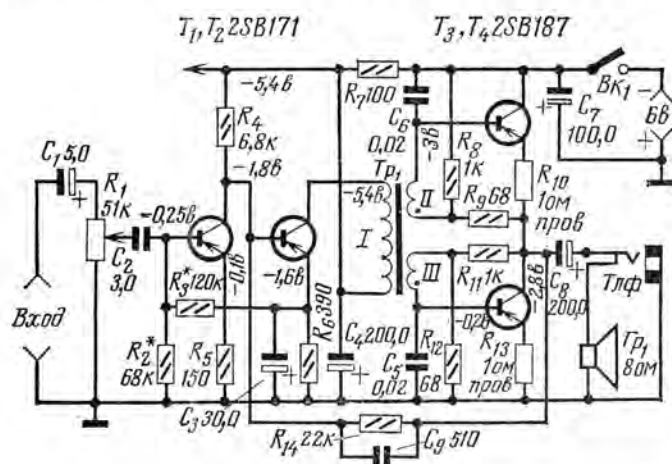 T₁, T₂ 2SB171
T₃, T₄ 2SB187
-5,4в
R₇ 100
Вк₁
R₄
6,8к
C₆
0,02
-3в
C₇
100,0
6в
C₁ 5,0
-1,8в
Тр₁
R₈
1к
R₁
51к
-5,4в
II
R₉ 68
R₁₀
1ом
пров
-0,25в
I
C₂
3,0
-0,1в
-1,6в
III
R₁₁ 1к
-2,8в
C₈
200,0
Тлф
Вход
R₃* 120к
R₆ 390
C₄ 200,0
-0,2в
R₂*
68к
R₅
150
C₅
0,02
R₁₂
68
R₁₃
1ом
пров
Гр₁
8ом
C₃ 30,0
R₁₄ 22к
C₉ 510